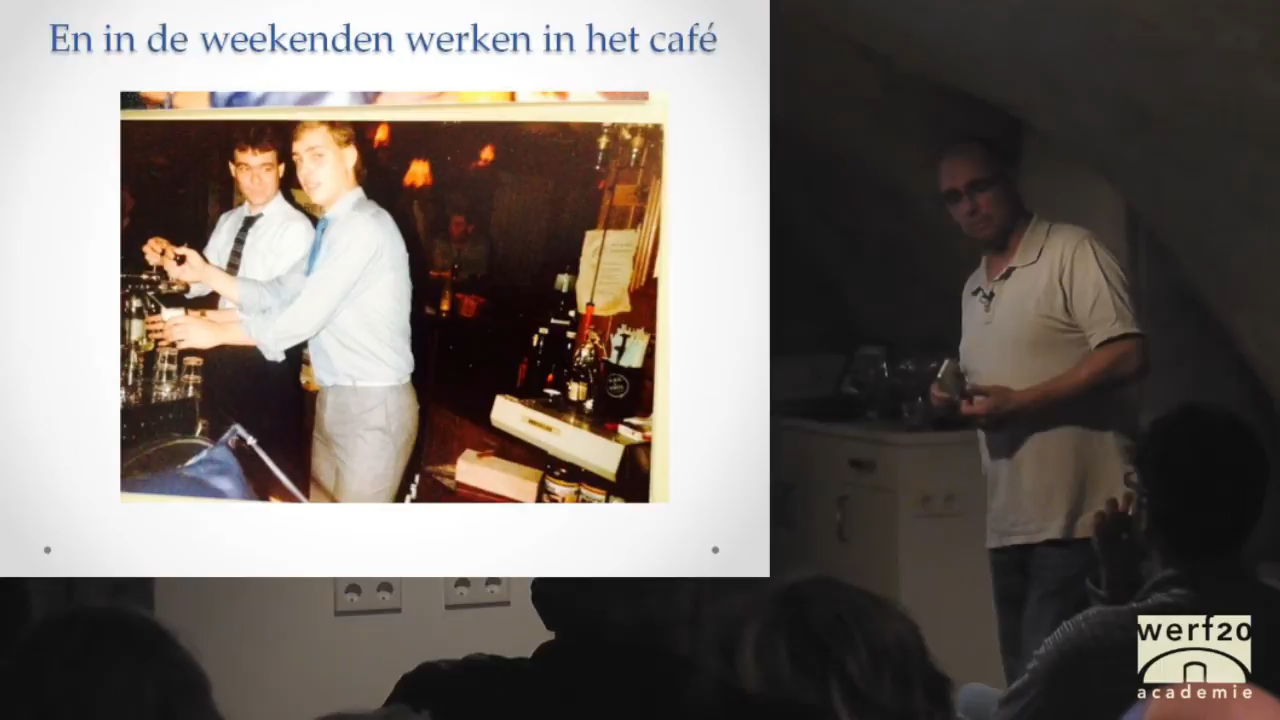 En in de weekenden werken in het café
werf20
academie